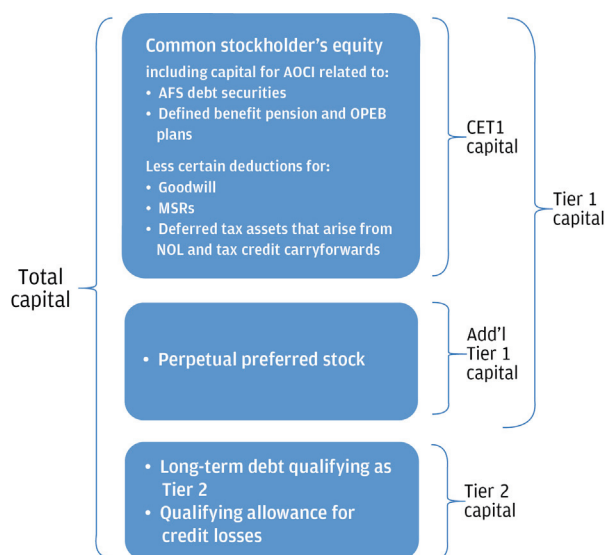 Common stockholder's equity
including capital for AOCI related to:
• AFS debt securities
• Defined benefit pension and OPEB
plans
Less certain deductions for:
• Goodwill
• MSRs
• Deferred tax assets that arise from
NOL and tax credit carryforwards
CET1
capital
Tier 1
capital
Total
capital
• Perpetual preferred stock
Add'l
Tier 1
capital
• Long-term debt qualifying as
Tier 2
• Qualifying allowance for
credit losses
Tier 2
capital